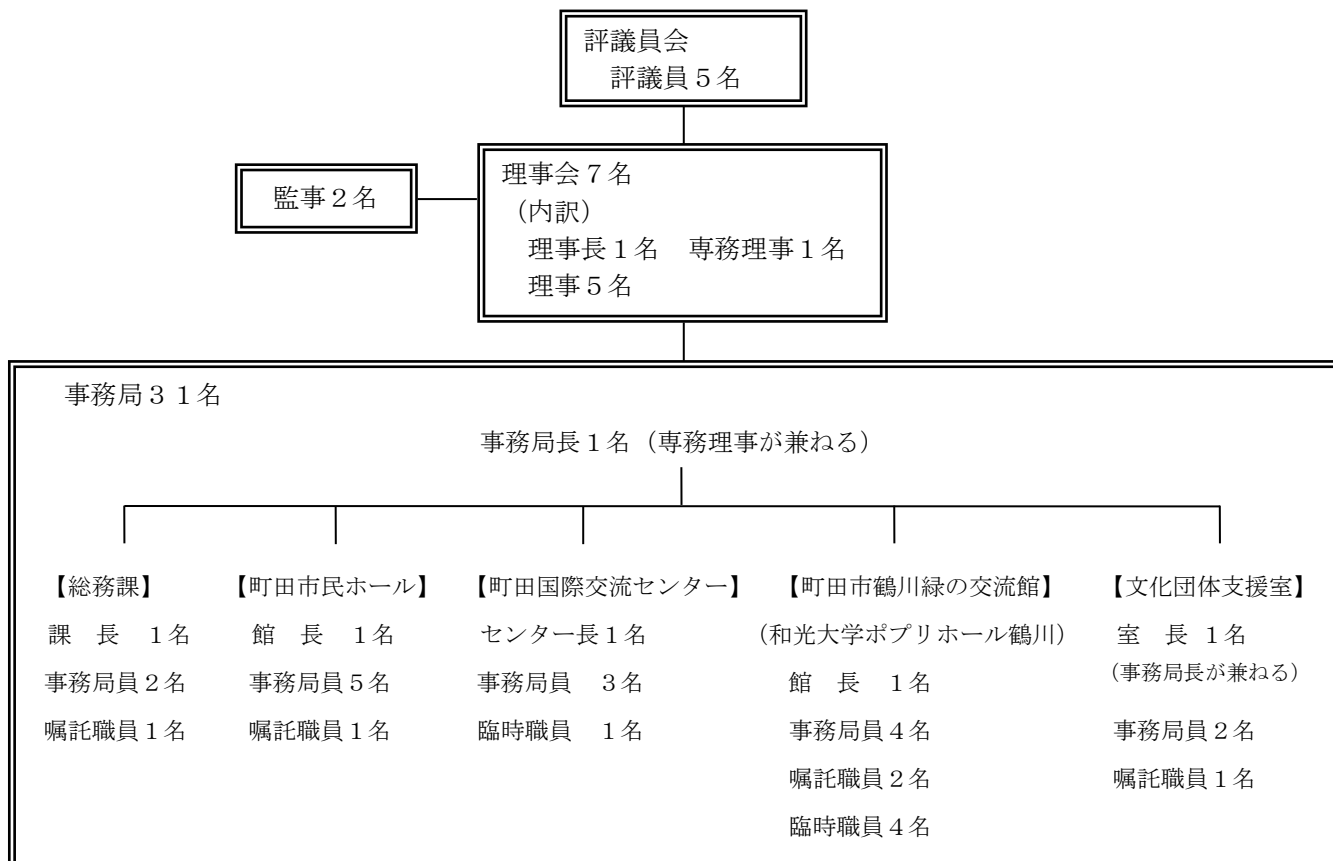 評議員会
評議員５名
監事２名
理事会７名
（内訳）
理事長１名　専務理事１名
理事５名
事務局３１名
事務局長１名（専務理事が兼ねる）
【総務課】
課　長　1名
事務局員２名
嘱託職員１名
【町田市民ホール】
館　長　1名
事務局員５名
嘱託職員１名
【町田国際交流センター】
センター長１名
事務局員　３名
臨時職員　１名
【町田市鶴川緑の交流館】
（和光大学ポプリホール鶴川）
館　長　1名
事務局員４名
嘱託職員２名
臨時職員４名
【文化団体支援室】
室　長 1名
（事務局長が兼ねる）
事務局員２名
嘱託職員１名